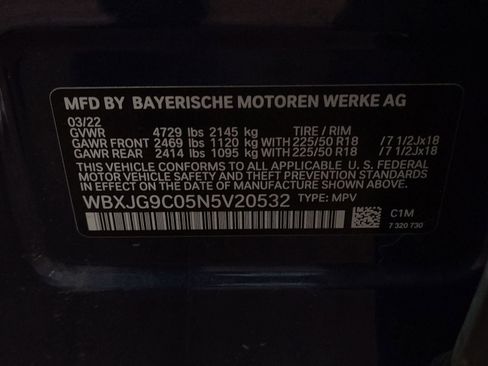 MFD BY BAYERISCHE MOTOREN WERKE AG
03/22
GVWR 4729 lbs 2145 kg TIRE / RIM
GAWR FRONT 2469 lbs 1120 kg WITH 225/50 R18 /7 1/2Jx18
GAWR REAR 2414 lbs 1095 kg WITH 225/50 R18 /7 1/2Jx18
THIS VEHICLE CONFORMS TO ALL APPLICABLE U. S. FEDERAL
MOTOR VEHICLE SAFETY AND THEFT PREVENTION STANDARDS IN
EFFECT ON THE DATE OF MANUFACTURE SHOWN ABOVE.
WBXJG9C05N5V20532 TYPE: MPV
C1M
7 320 730